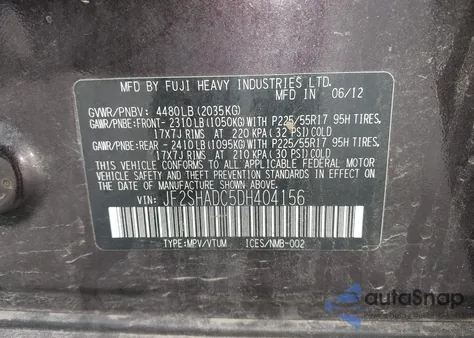 MFD BY FUJI HEAVY INDUSTRIES LTD.
MFD IN 06/12
GVWR/PNBV: 4480LB (2035KG)
GAWR/PNBE:FRONT- 2310LB (1050KG) WITH P225/55R17 95H TIRES,
17X7J RIMS AT 220 KPA (32 PSI) COLD
GAWR/PNBE:REAR - 2410LB (1095KG) WITH P225/55R17 95H TIRES,
17X7J RIMS AT 210 KPA (30 PSI) COLD
THIS VEHICLE CONFORMS TO ALL APPLICABLE FEDERAL MOTOR
VEHICLE SAFETY, BUMPER, AND THEFT PREVENTION STANDARDS
IN EFFECT ON THE DATE OF MANUFACTURE SHOWN ABOVE.
VIN: JF2SHADC5DH404156
TYPE:MPV/VTUM ICES/NMB-002
autoSnap